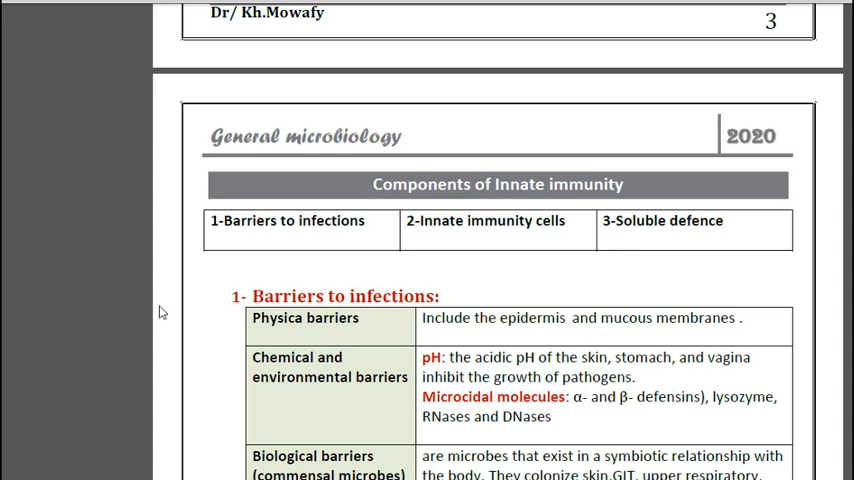 Dr/ Kh.Mowafy
3
General microbiology
2020
Components of Innate immunity
1-Barriers to infections
2-Innate immunity cells
3-Soluble defence
1- Barriers to infections:
Physica barriers
Include the epidermis and mucous membranes .
Chemical and
environmental barriers
pH: the acidic pH of the skin, stomach, and vagina
inhibit the growth of pathogens.
Microcidal molecules: α- and β- defensins), lysozyme,
RNases and DNases
Biological barriers
(commensal microbes)
are microbes that exist in a symbiotic relationship with
the body. They colonize skin,GIT, upper respiratory,